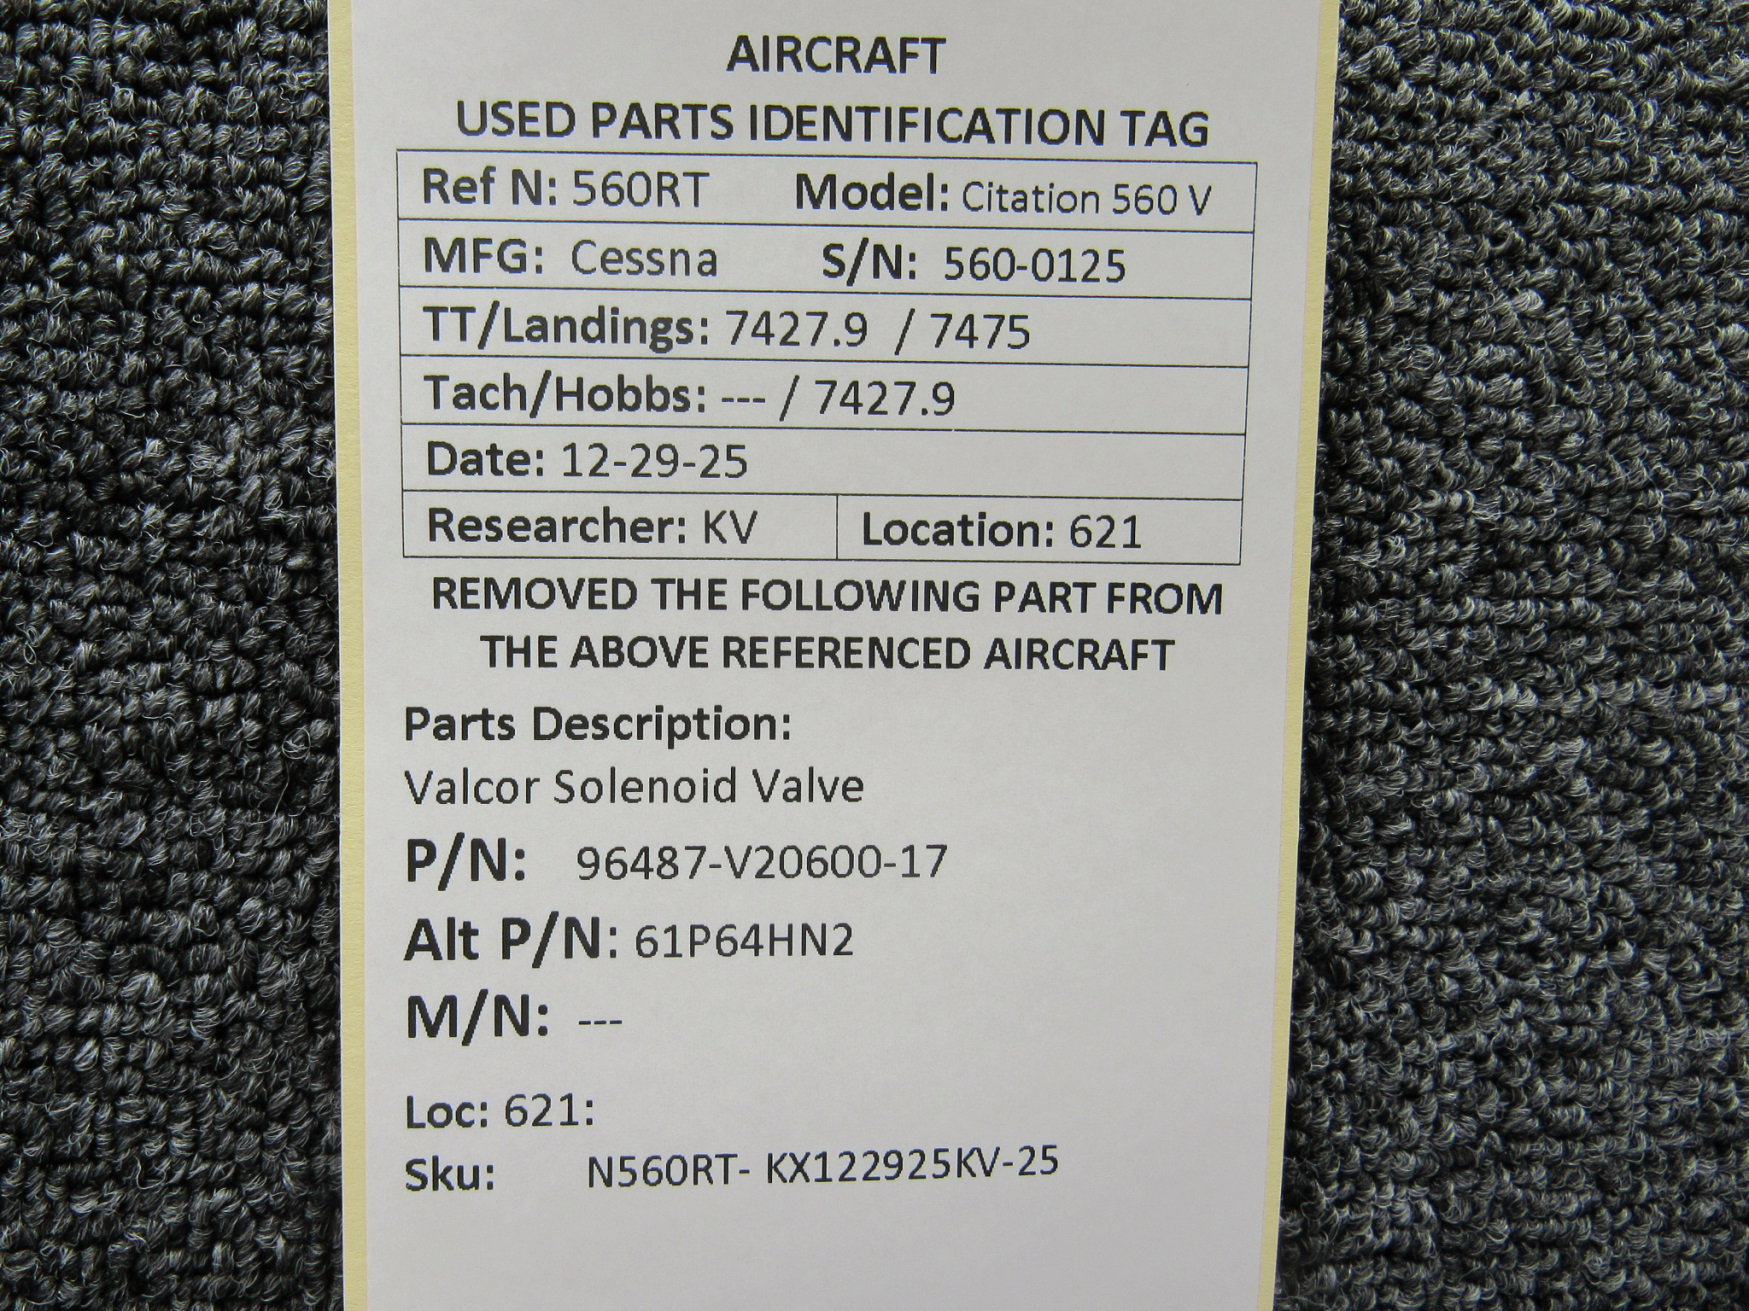 AIRCRAFT
USED PARTS IDENTIFICATION TAG
Ref N: 560RT Model: Citation 560 V
MFG: Cessna S/N: 560-0125
TT/Landings: 7427.9 / 7475
Tach/Hobbs: --- / 7427.9
Date: 12-29-25
Researcher: KV Location: 621
REMOVED THE FOLLOWING PART FROM
THE ABOVE REFERENCED AIRCRAFT
Parts Description:
Valcor Solenoid Valve
P/N: 96487-V20600-17
Alt P/N: 61P64HN2
M/N: ---
Loc: 621:
Sku: N560RT- KX122925KV-25